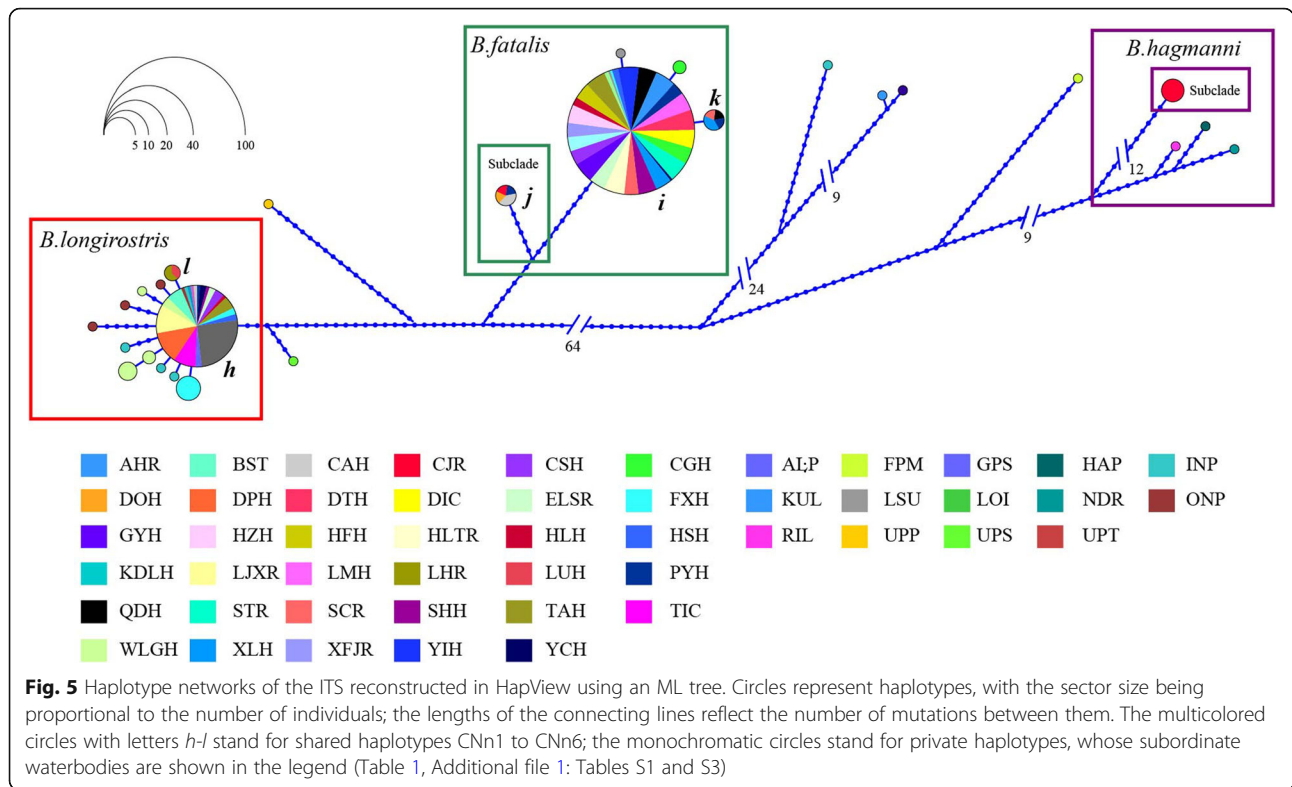 B.fatalis
B.hagmanni
Subclade
k
Subclade
j
i
5 10 20 40 100
12
9
9
24
64
B.longirostris
l
h
AHR BST CAH CJR CSH CGH AL;P FPM GPS HAP INP
DOH DPH DTH DIC ELSR FXH KUL LSU LOI NDR ONP
GYH HZH HFH HLTR HLH HSH RIL UPP UPS UPT
KDLH LJXR LMH LHR LUH PYH
QDH STR SCR SHH TAH TIC
WLGH XLH XFJR YIH YCH
Fig. 5 Haplotype networks of the ITS reconstructed in HapView using an ML tree. Circles represent haplotypes, with the sector size being
proportional to the number of individuals; the lengths of the connecting lines reflect the number of mutations between them. The multicolored
circles with letters h-l stand for shared haplotypes CNn1 to CNn6; the monochromatic circles stand for private haplotypes, whose subordinate
waterbodies are shown in the legend (Table 1, Additional file 1: Tables S1 and S3)